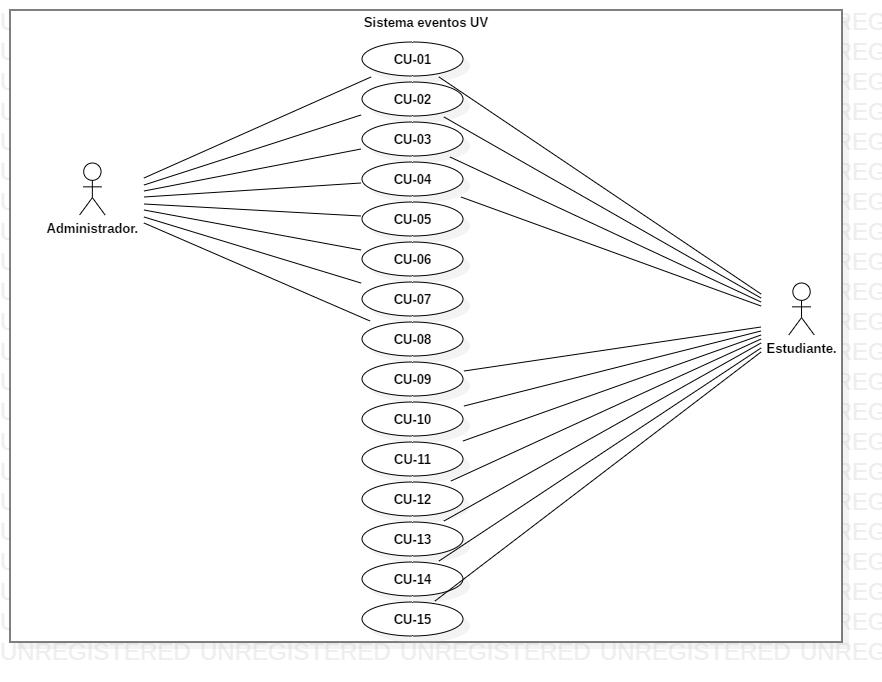 Sistema eventos UV
CU-01
CU-02
CU-03
CU-04
Administrador.
CU-05
CU-06
CU-07
CU-08
Estudiante.
CU-09
CU-10
CU-11
CU-12
CU-13
CU-14
CU-15
UNREGISTERED UNREGISTERED UNREGISTERED UNREGISTERED UNREG